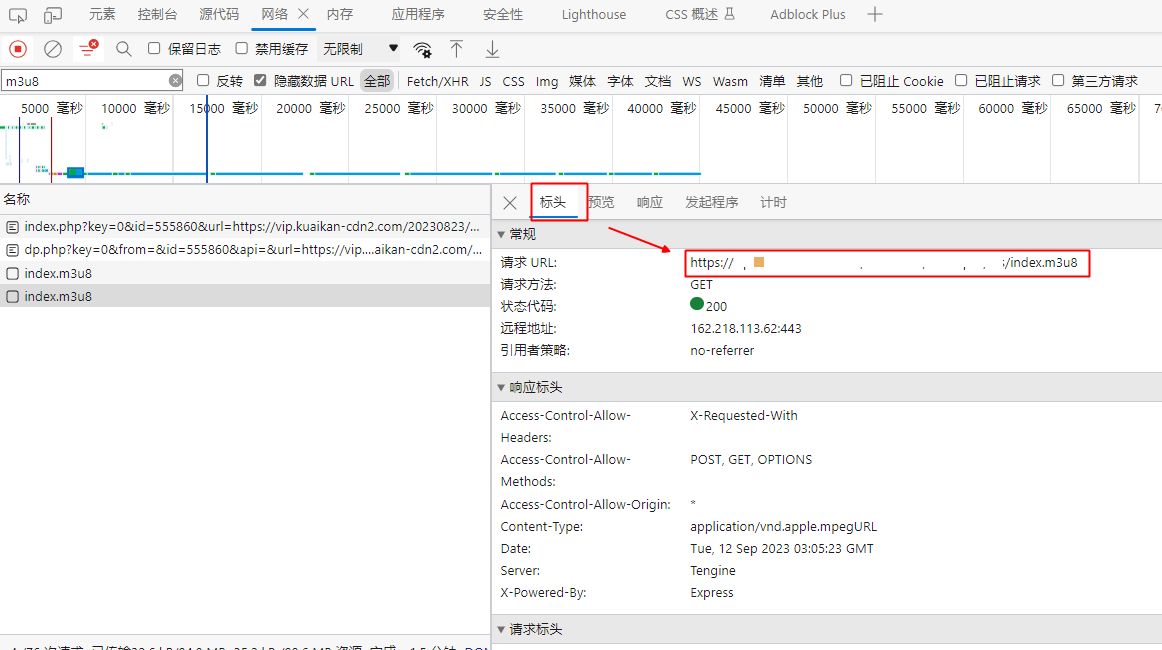 元素 控制台 源代码 网络 内存 应用程序 安全性 Lighthouse CSS 概述 Adblock Plus
保留日志 禁用缓存 无限制
m3u8 反转 隐藏数据 URL 全部 Fetch/XHR JS CSS Img 媒体 字体 文档 WS Wasm 清单 其他 已阻止 Cookie 已阻止请求 第三方请求
5000 毫秒 10000 毫秒 15000 毫秒 20000 毫秒 25000 毫秒 30000 毫秒 35000 毫秒 40000 毫秒 45000 毫秒 50000 毫秒 55000 毫秒 60000 毫秒 65000 毫秒
名称
index.php?key=0&id=555860&url=https://vip.kuaikan-cdn2.com/20230823/...
dp.php?key=0&from=&id=555860&api=&url=https://vip....aikan-cdn2.com/...
index.m3u8
index.m3u8
标头 预览 响应 发起程序 计时
常规
请求 URL: https:// /index.m3u8
请求方法: GET
状态代码: 200
远程地址: 162.218.113.62:443
引用者策略: no-referrer
响应标头
Access-Control-Allow-Headers: X-Requested-With
Access-Control-Allow-Methods: POST, GET, OPTIONS
Access-Control-Allow-Origin: *
Content-Type: application/vnd.apple.mpegURL
Date: Tue, 12 Sep 2023 03:05:23 GMT
Server: Tengine
X-Powered-By: Express
请求标头